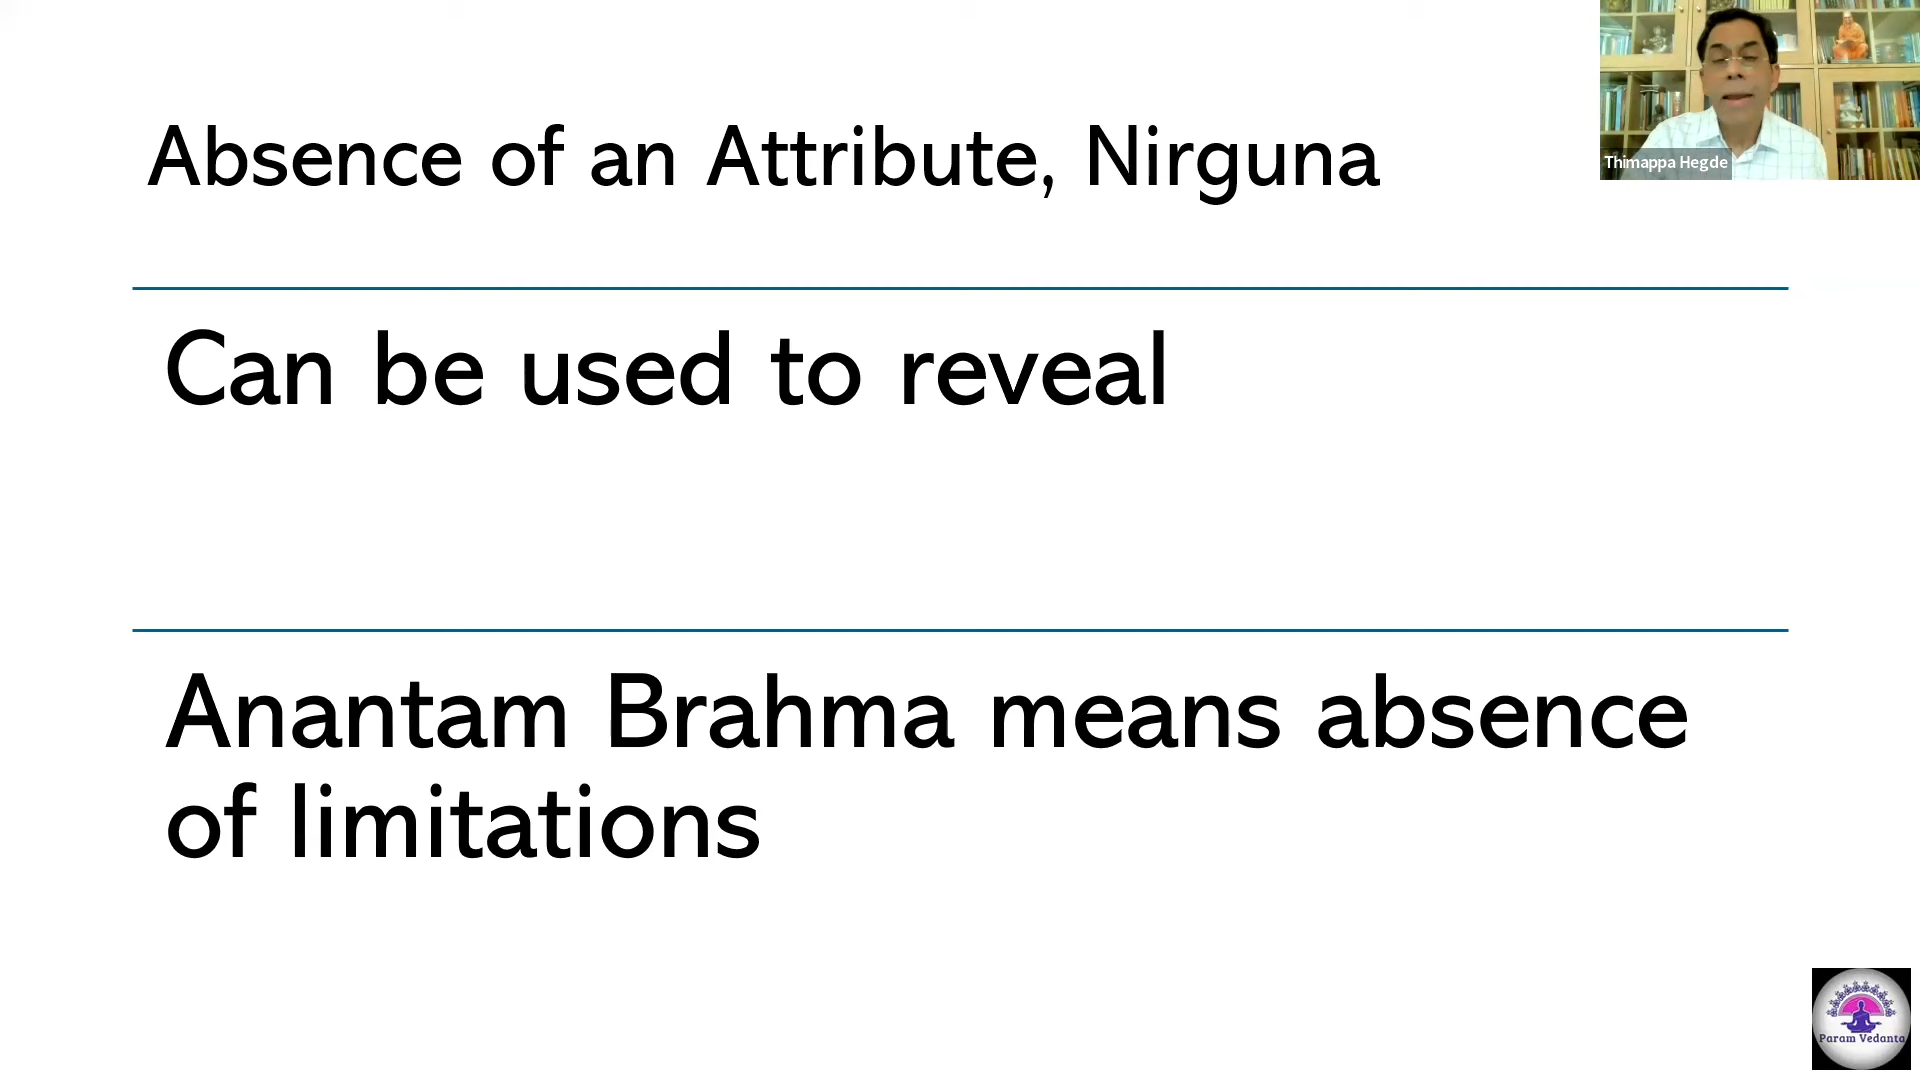 Absence of an Attribute, Nirguna
Thimappa Hegde
Can be used to reveal
Anantam Brahma means absence
of limitations
Param Vedanta